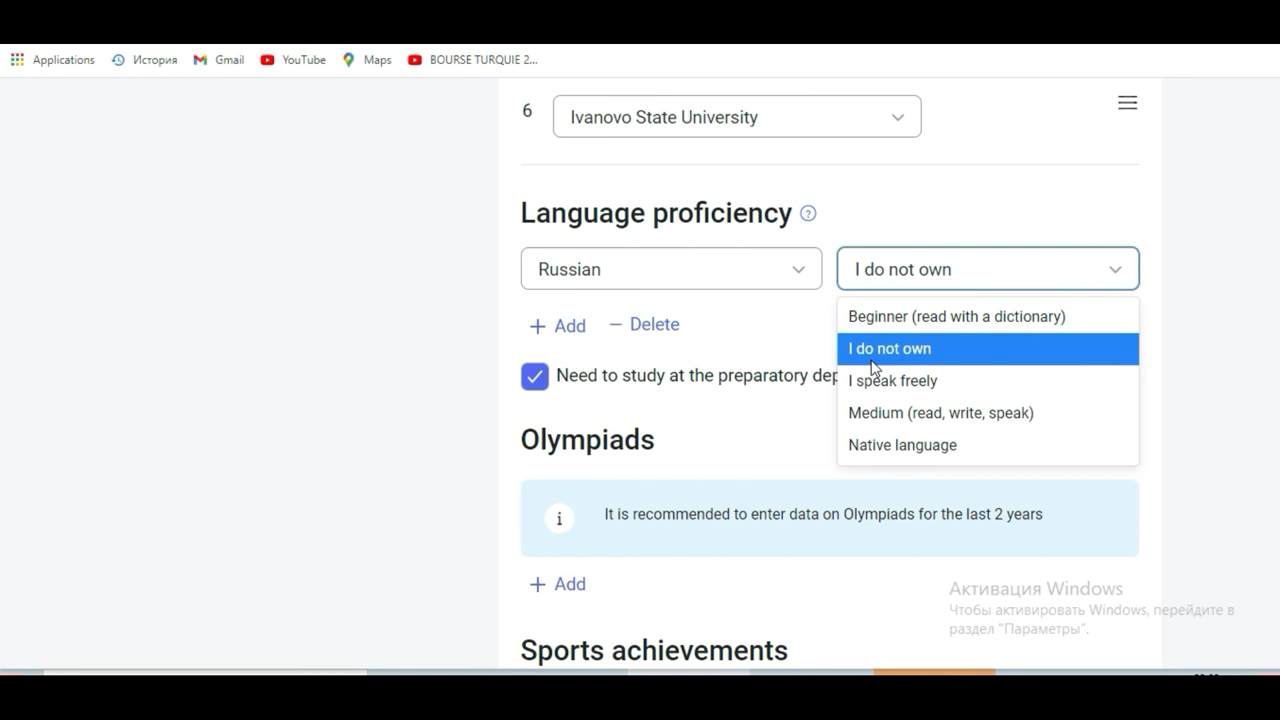 Applications История Gmail YouTube Maps BOURSE TURQUIE 2...
6 Ivanovo State University
Language proficiency ?
Russian I do not own
+ Add − Delete
Beginner (read with a dictionary)
I do not own
I speak freely
Medium (read, write, speak)
Native language
Need to study at the preparatory dep
Olympiads
i It is recommended to enter data on Olympiads for the last 2 years
+ Add
Активация Windows
Чтобы активировать Windows, перейдите в
раздел "Параметры".
Sports achievements